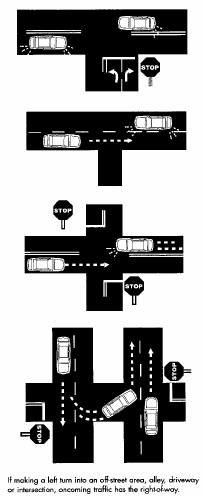 STOP
STOP
STOP
STOP
STOP
If making a left turn into an off-street area, alley, driveway
or intersection, oncoming traffic has the right-of-way.